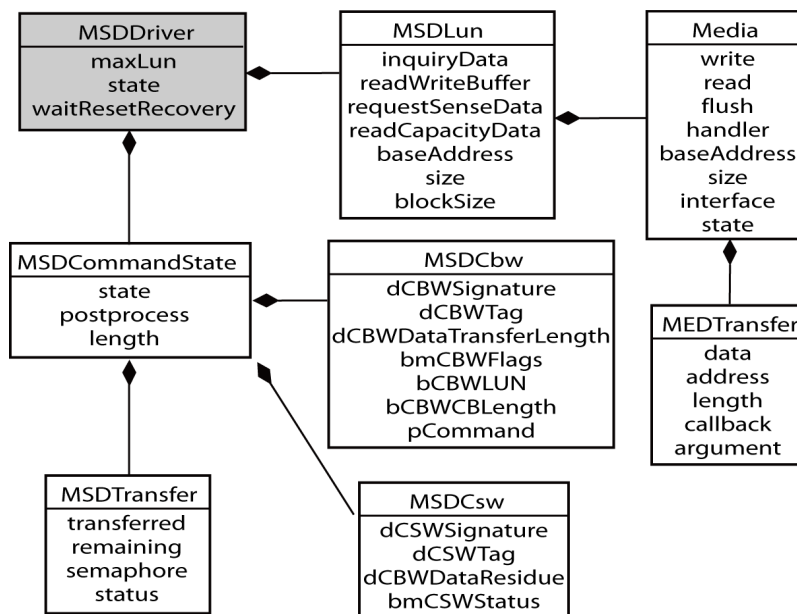 MSDDriver
maxLun
state
waitResetRecovery
MSDLun
inquiryData
readWriteBuffer
requestSenseData
readCapacityData
baseAddress
size
blockSize
Media
write
read
flush
handler
baseAddress
size
interface
state
MSDCommandState
state
postprocess
length
MSDCbw
dCBWSignature
dCBWTag
dCBWDataTransferLength
bmCBWFlags
bCBWLUN
bCBWCBLength
pCommand
MEDTransfer
data
address
length
callback
argument
MSDTransfer
transferred
remaining
semaphore
status
MSDCsw
dCSWSignature
dCSWTag
dCBWDataResidue
bmCSWStatus